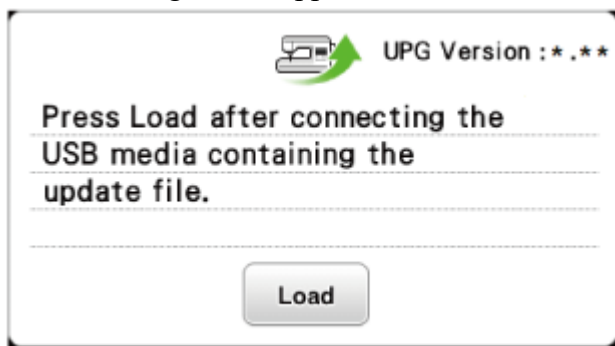 UPG Version :*.**
Press Load after connecting the
USB media containing the
update file.
Load